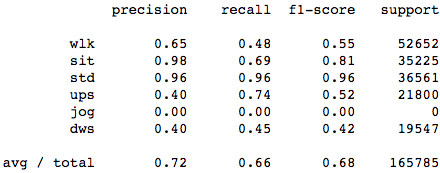 precision recall f1-score support
wlk 0.65 0.48 0.55 52652
sit 0.98 0.69 0.81 35225
std 0.96 0.96 0.96 36561
ups 0.40 0.74 0.52 21800
jog 0.00 0.00 0.00 0
dws 0.40 0.45 0.42 19547
avg / total 0.72 0.66 0.68 165785